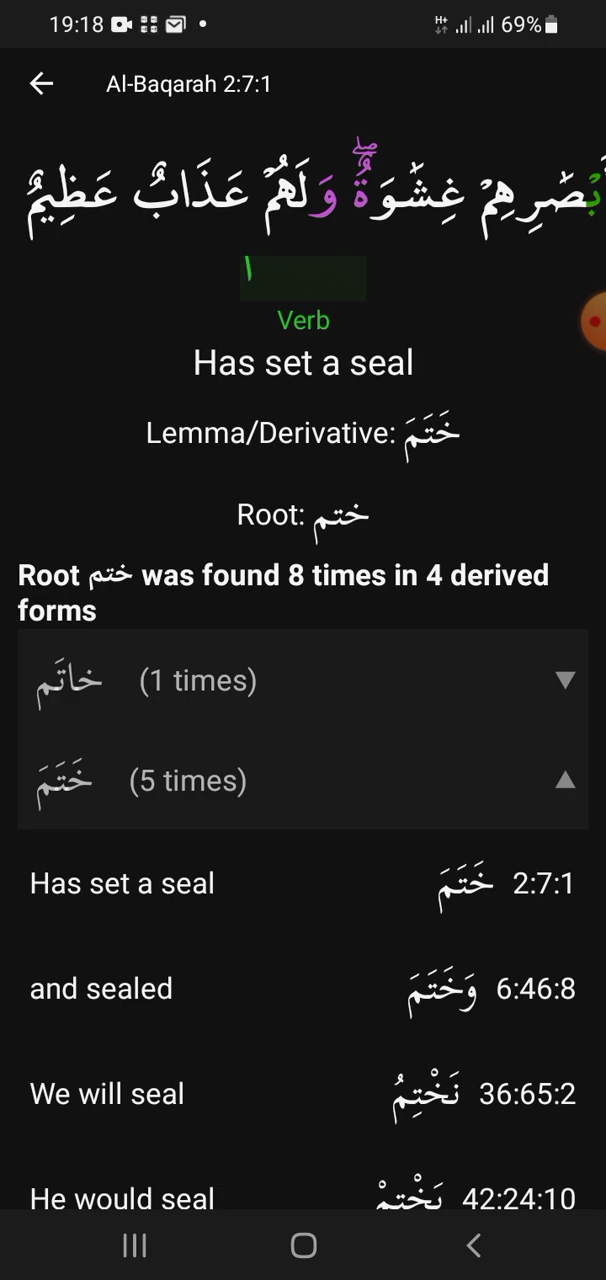 19:18 69%
Al-Baqarah 2:7:1
بْصَٰرِهِمْ غِشَٰوَةٌۖ وَلَهُمْ عَذَابٌ عَظِيمٌ
ا
Verb
Has set a seal
Lemma/Derivative: خَتَمَ
Root: ختم
Root ختم was found 8 times in 4 derived
forms
خاتَم (1 times) ▼
خَتَمَ (5 times) ▲
Has set a seal خَتَمَ 2:7:1
and sealed وَخَتَمَ 6:46:8
We will seal نَخْتِمُ 36:65:2
He would seal يَخْتِمْ 42:24:10